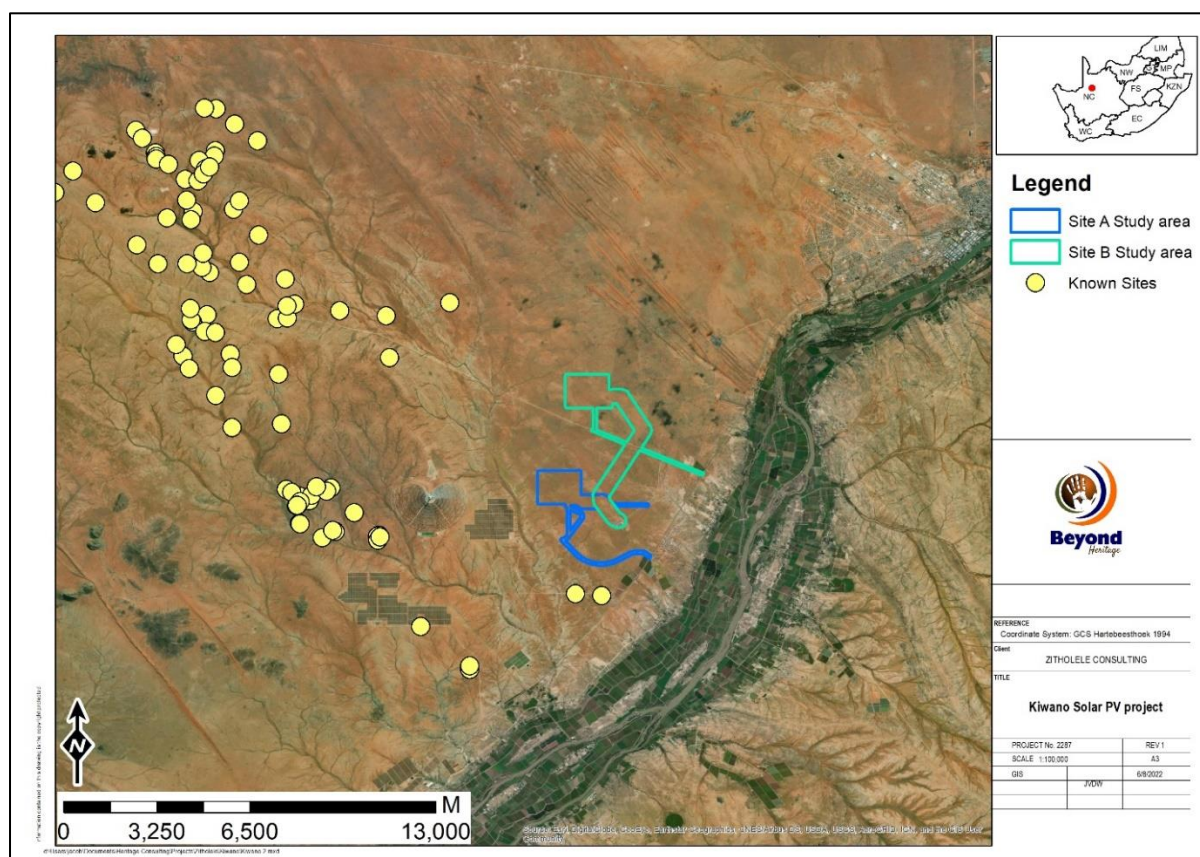 LIM
NW
MP
FS
KZN
NC
EC
WC
Legend
Site A Study area
Site B Study area
Known Sites
Beyond
Heritage
REFERENCE
Coordinate System: GCS Hartebeesthoek 1994
Client
ZITHOLELE CONSULTING
TITLE
Kiwano Solar PV project
PROJECT No. 2287 REV 1
SCALE 1:100,000 A3
GIS 6/8/2022
JVDW
N
M
0 3,250 6,500 13,000